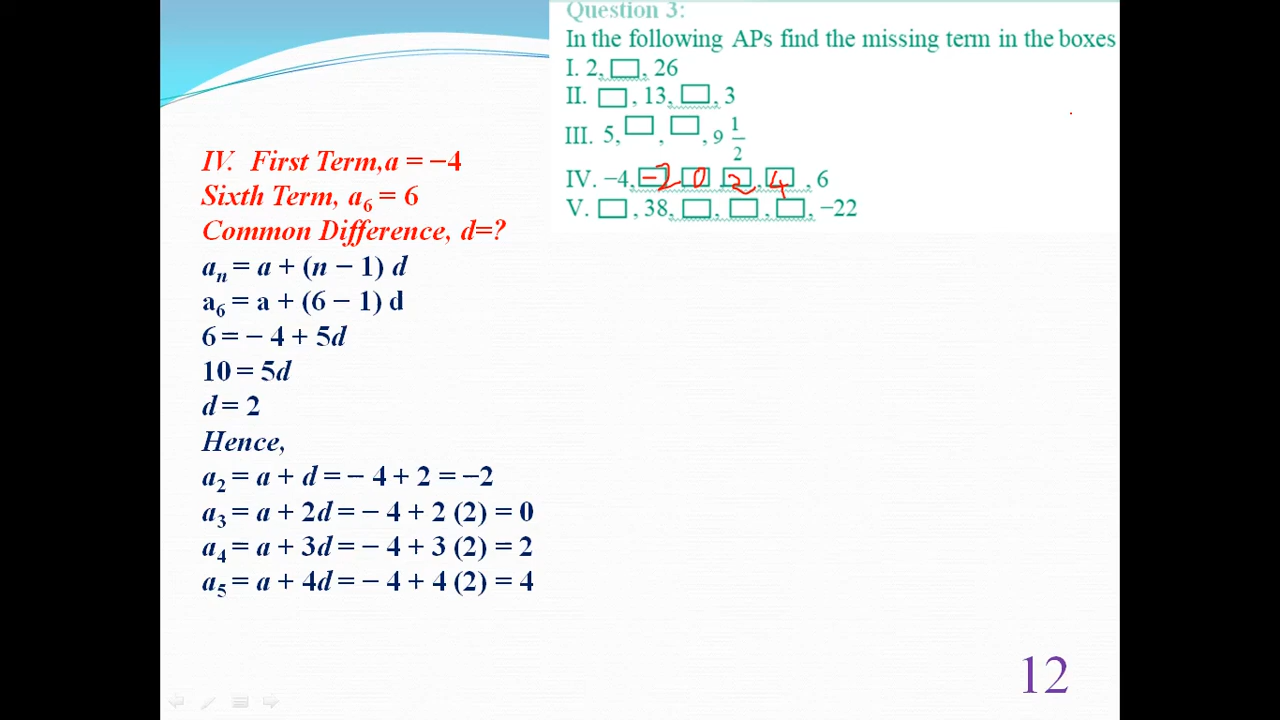 Question 3:
In the following APs find the missing term in the boxes
I. 2, □, 26
II. □, 13, □, 3
III. 5, □, □, 9 1/2
IV. −4, −2 0 2, 4, 6
V. □, 38, □, □, □, −22
IV. First Term,a = −4
Sixth Term, a₆ = 6
Common Difference, d=?
aₙ = a + (n − 1) d
a₆ = a + (6 − 1) d
6 = − 4 + 5d
10 = 5d
d = 2
Hence,
a₂ = a + d = − 4 + 2 = −2
a₃ = a + 2d = − 4 + 2 (2) = 0
a₄ = a + 3d = − 4 + 3 (2) = 2
a₅ = a + 4d = − 4 + 4 (2) = 4
12